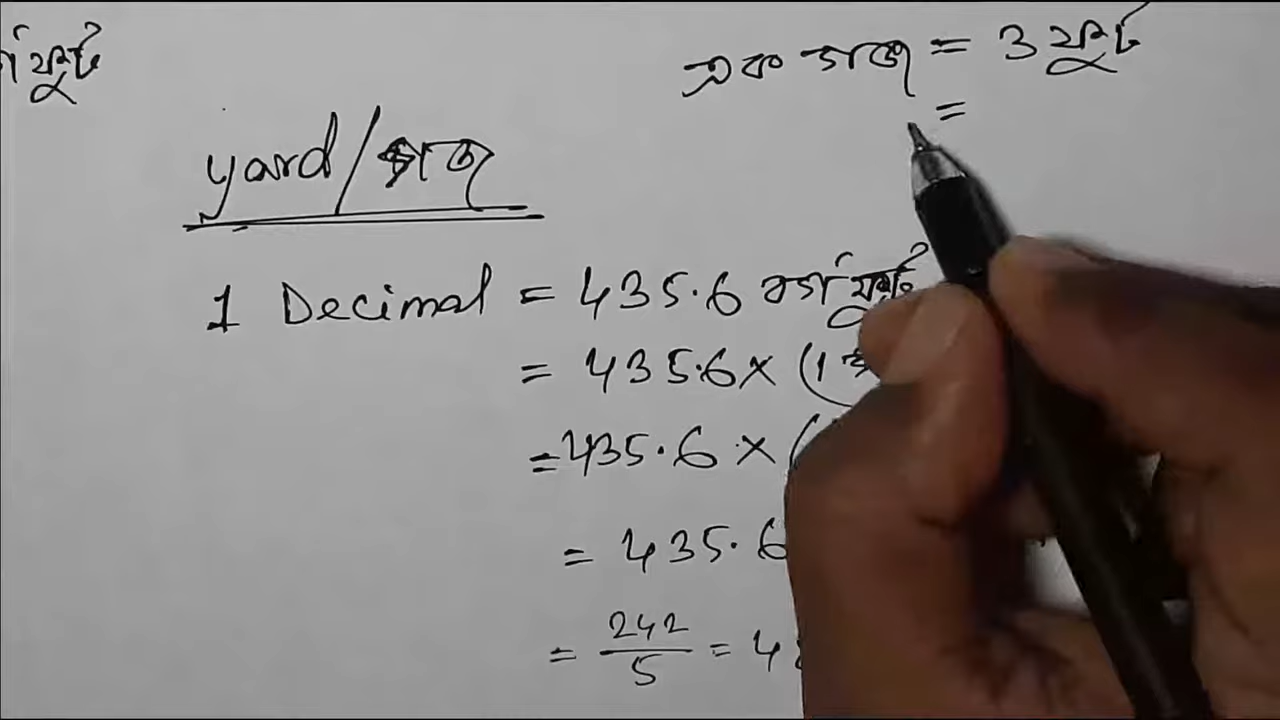 র্গ ফুট
এক গজ = 3 ফুট
=
yard/গজ
1 Decimal = 435.6 বর্গ ফুট
= 435.6 × (1
= 435.6 × (
= 435.6
= 242/5 = 4